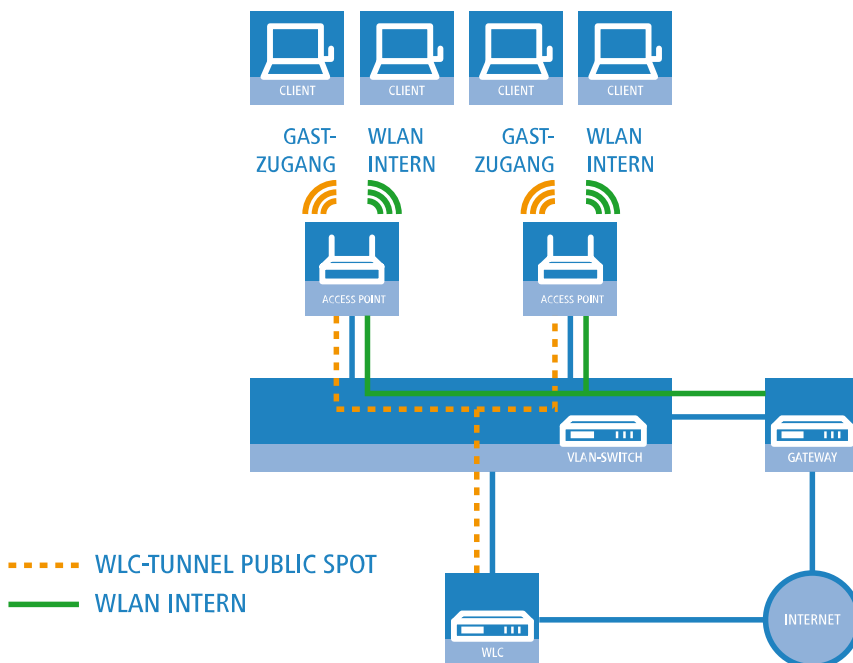 CLIENT
CLIENT
CLIENT
CLIENT
GAST-
ZUGANG
WLAN
INTERN
GAST-
ZUGANG
WLAN
INTERN
ACCESS POINT
ACCESS POINT
VLAN-SWITCH
GATEWAY
WLC-TUNNEL PUBLIC SPOT
WLAN INTERN
WLC
INTERNET